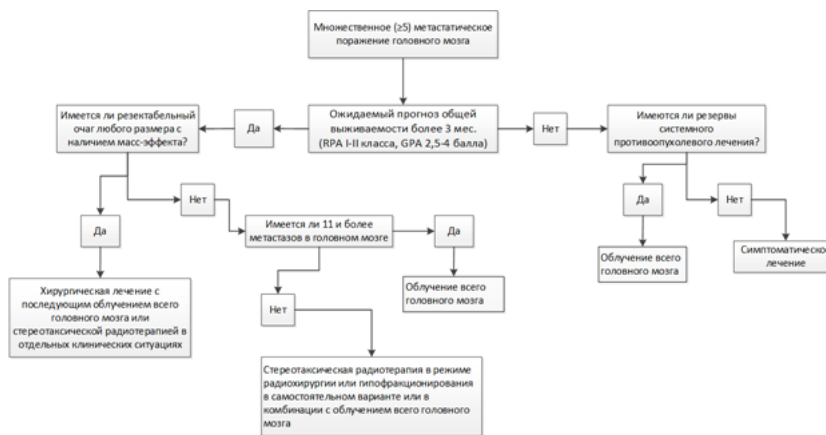 Множественное (≥5) метастатическое
поражение головного мозга
Имеется ли резектабельный
очаг любого размера с
наличием масс-эффекта?
Да
Ожидаемый прогноз общей
выживаемости более 3 мес.
(RPA I-II класса, GPA 2,5-4 балла)
Нет
Имеются ли резервы
системного
противоопухолевого лечения?
Да
Нет
Имеется ли 11 и более
метастазов в головном мозге
Да
Да
Нет
Облучение всего
головного мозга
Симптоматическое
лечение
Хирургическая лечение с
последующим облучением всего
головного мозга или
стереотаксической радиотерапией в
отдельных клинических ситуациях
Нет
Облучение всего
головного мозга
Стереотаксическая радиотерапия в режиме
радиохирургии или гипофракционирования
в самостоятельном варианте или в
комбинации с облучением всего головного
мозга